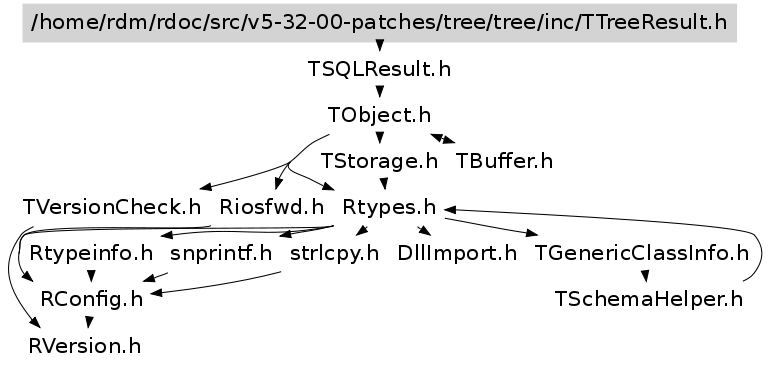 /home/rdm/rdoc/src/v5-32-00-patches/tree/tree/inc/TTreeResult.h
TSQLResult.h
TObject.h
TStorage.h TBuffer.h
TVersionCheck.h Riosfwd.h Rtypes.h
Rtypeinfo.h snprintf.h strlcpy.h DllImport.h TGenericClassInfo.h
RConfig.h TSchemaHelper.h
RVersion.h